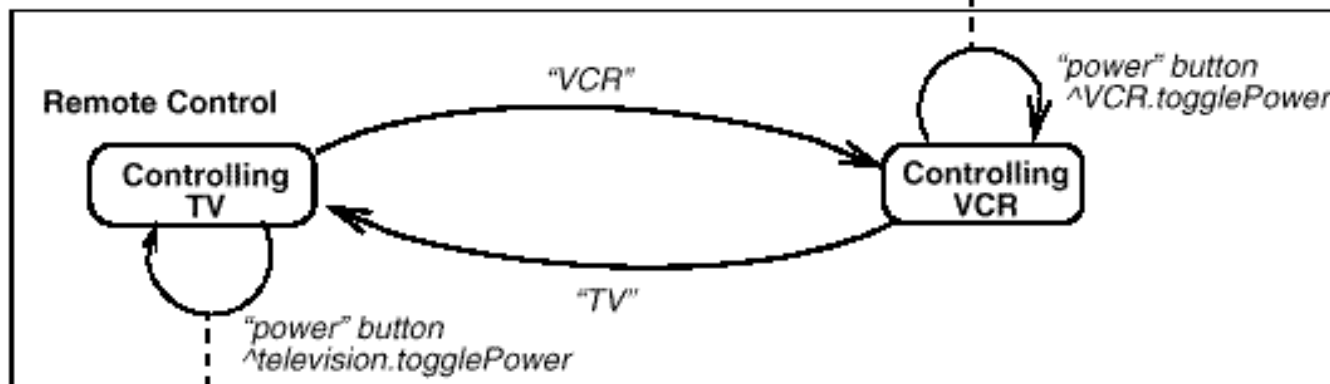 "VCR"
"power" button
^VCR.togglePower
Remote Control
Controlling
TV
Controlling
VCR
"TV"
"power" button
^television.togglePower